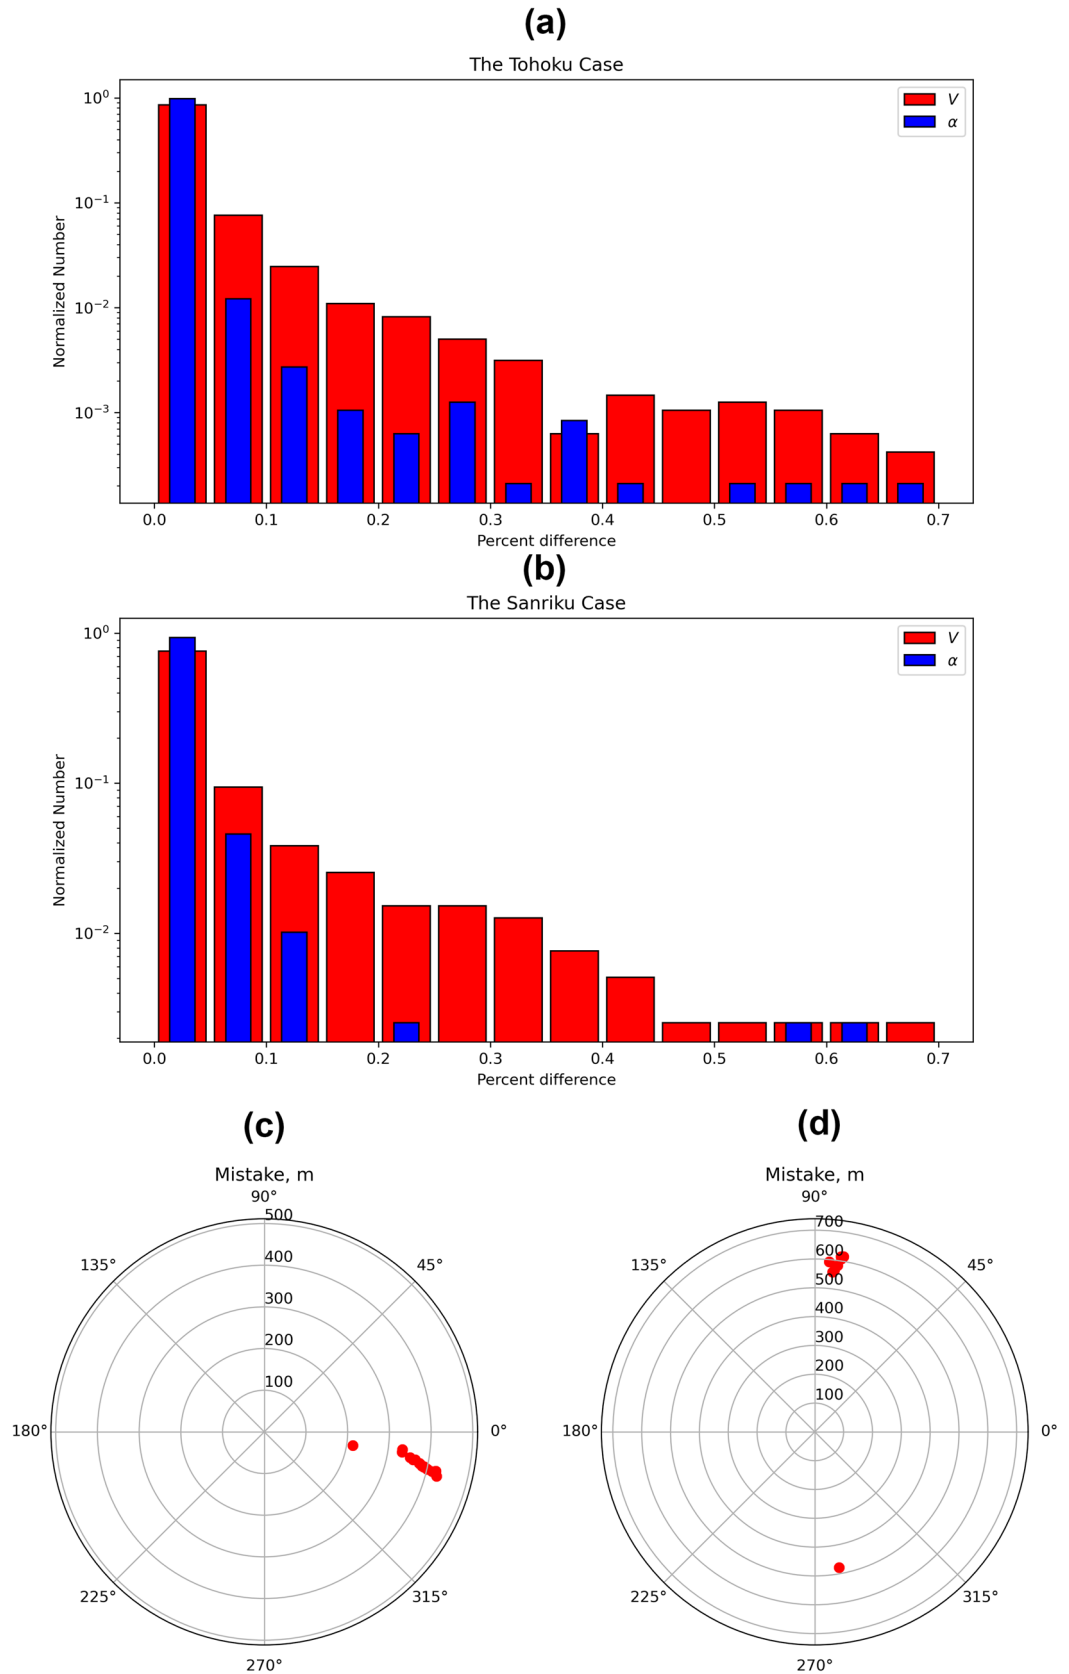 (a)
The Tohoku Case
V
α
Normalized Number
10⁰
10⁻¹
10⁻²
10⁻³
0.0 0.1 0.2 0.3 0.4 0.5 0.6 0.7
Percent difference
(b)
The Sanriku Case
V
α
Normalized Number
10⁰
10⁻¹
10⁻²
0.0 0.1 0.2 0.3 0.4 0.5 0.6 0.7
Percent difference
(c)
Mistake, m
90°
500
135°
400
45°
300
200
100
180°
0°
225°
315°
270°
(d)
Mistake, m
90°
700
600
135°
500
45°
400
300
200
100
180°
0°
225°
315°
270°